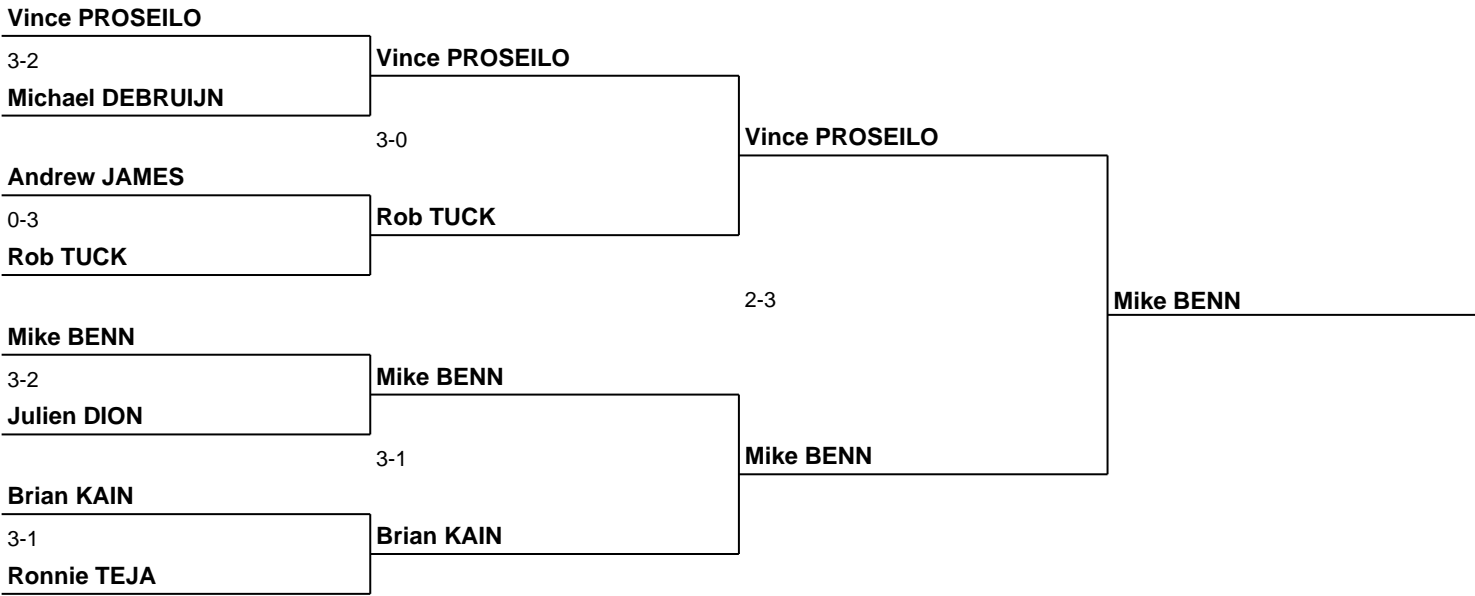 Vince PROSEILO
3-2
Michael DEBRUIJN
Andrew JAMES
0-3
Rob TUCK
Mike BENN
3-2
Julien DION
Brian KAIN
3-1
Ronnie TEJA
Vince PROSEILO
3-0
Rob TUCK
Mike BENN
3-1
Brian KAIN
Vince PROSEILO
2-3
Mike BENN
Mike BENN